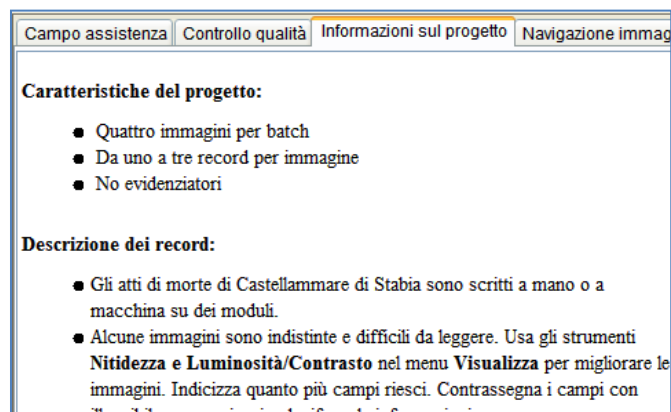 Campo assistenza Controllo qualità Informazioni sul progetto Navigazione immag
Caratteristiche del progetto:
Quattro immagini per batch
Da uno a tre record per immagine
No evidenziatori
Descrizione dei record:
Gli atti di morte di Castellammare di Stabia sono scritti a mano o a
macchina su dei moduli.
Alcune immagini sono indistinte e difficili da leggere. Usa gli strumenti
Nitidezza e Luminosità/Contrasto nel menu Visualizza per migliorare le
immagini. Indicizza quanto più campi riesci. Contrassegna i campi con